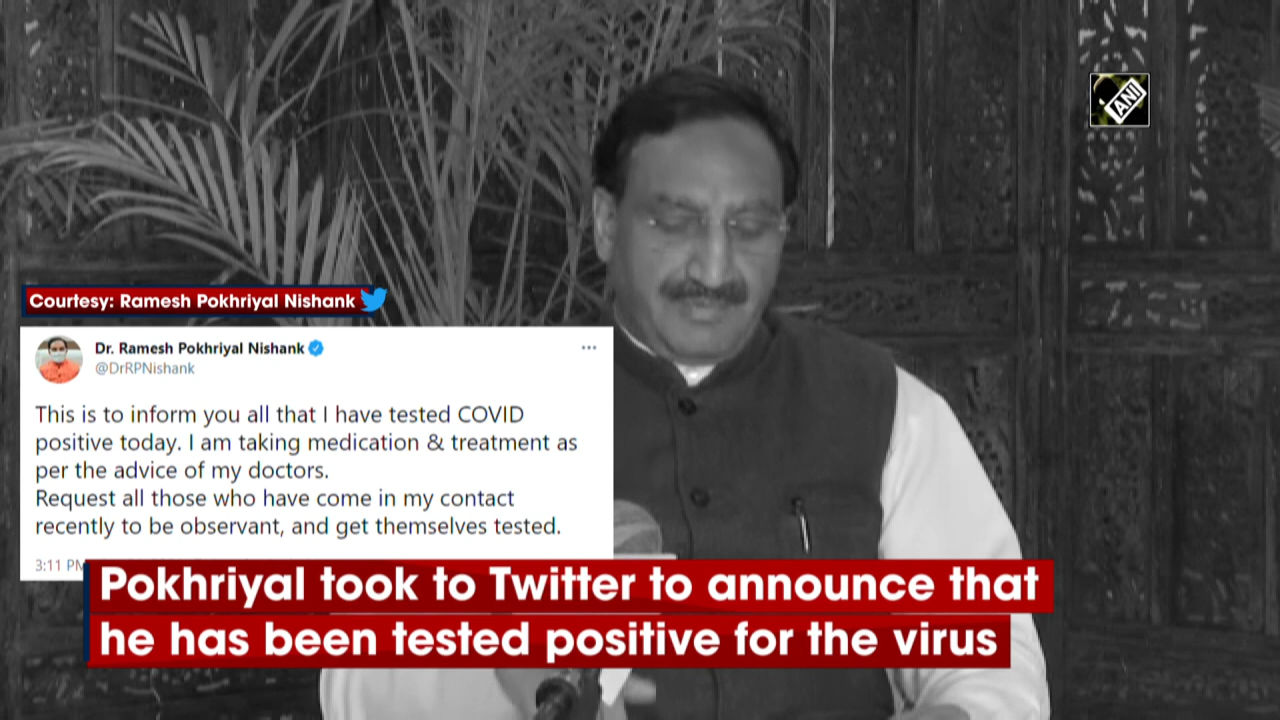 ANI
Courtesy: Ramesh Pokhriyal Nishank
Dr. Ramesh Pokhriyal Nishank
@DrRPNishank
This is to inform you all that I have tested COVID
positive today. I am taking medication & treatment as
per the advice of my doctors.
Request all those who have come in my contact
recently to be observant, and get themselves tested.
3:11 PM
Pokhriyal took to Twitter to announce that
he has been tested positive for the virus